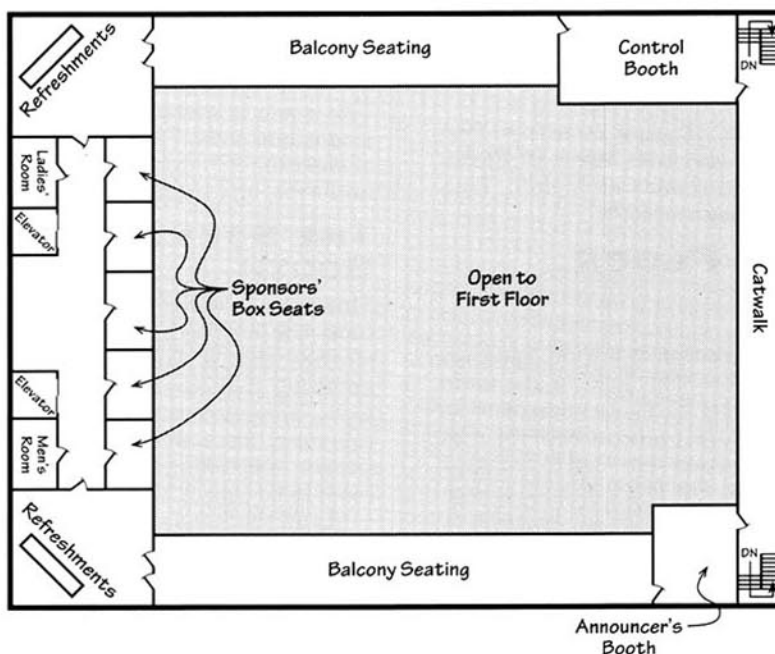 Refreshments
Balcony Seating
Control
Booth
DN
Ladies'
Room
Elevator
Sponsors'
Box Seats
Open to
First Floor
Catwalk
Elevator
Men's
Room
Refreshments
Balcony Seating
DN
Announcer's
Booth